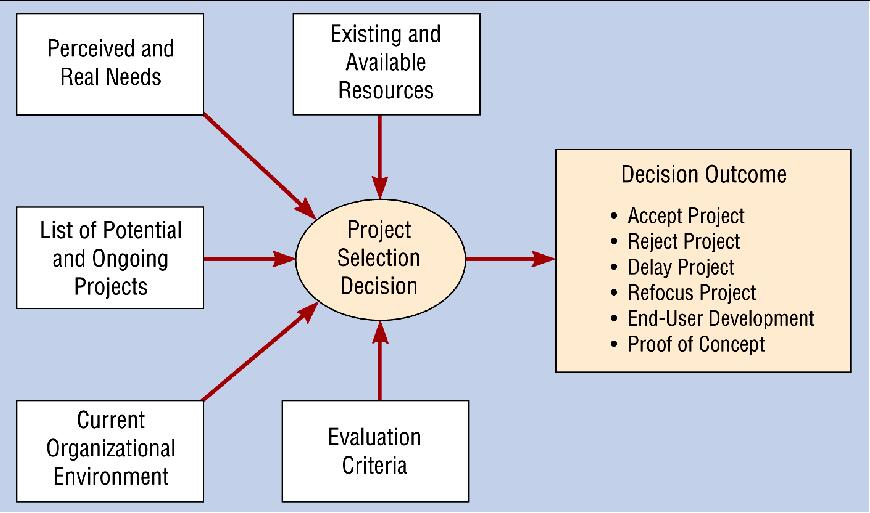 Perceived and
Real Needs
Existing and
Available
Resources
List of Potential
and Ongoing
Projects
Project
Selection
Decision
Current
Organizational
Environment
Evaluation
Criteria
Decision Outcome
• Accept Project
• Reject Project
• Delay Project
• Refocus Project
• End-User Development
• Proof of Concept